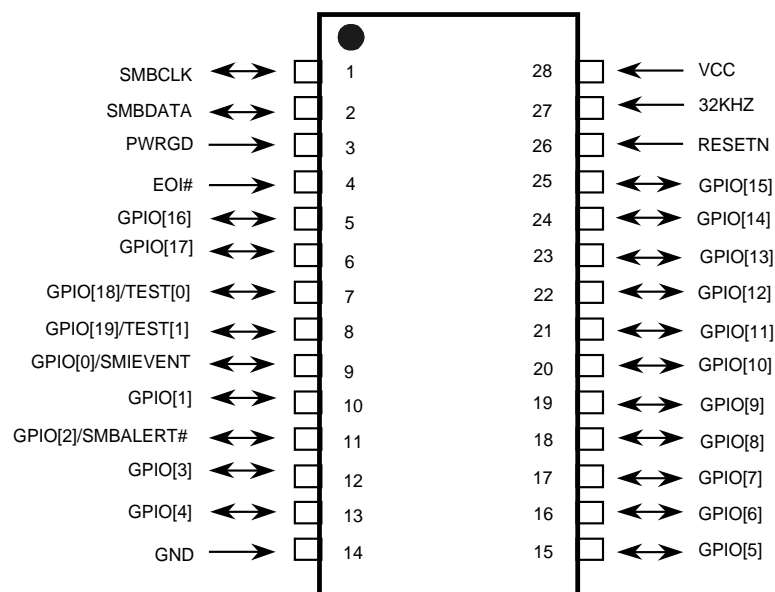 SMBCLK 1 28 VCC
SMBDATA 2 27 32KHZ
PWRGD 3 26 RESETN
EOI# 4 25 GPIO[15]
GPIO[16] 5 24 GPIO[14]
GPIO[17] 6 23 GPIO[13]
GPIO[18]/TEST[0] 7 22 GPIO[12]
GPIO[19]/TEST[1] 8 21 GPIO[11]
GPIO[0]/SMIEVENT 9 20 GPIO[10]
GPIO[1] 10 19 GPIO[9]
GPIO[2]/SMBALERT# 11 18 GPIO[8]
GPIO[3] 12 17 GPIO[7]
GPIO[4] 13 16 GPIO[6]
GND 14 15 GPIO[5]